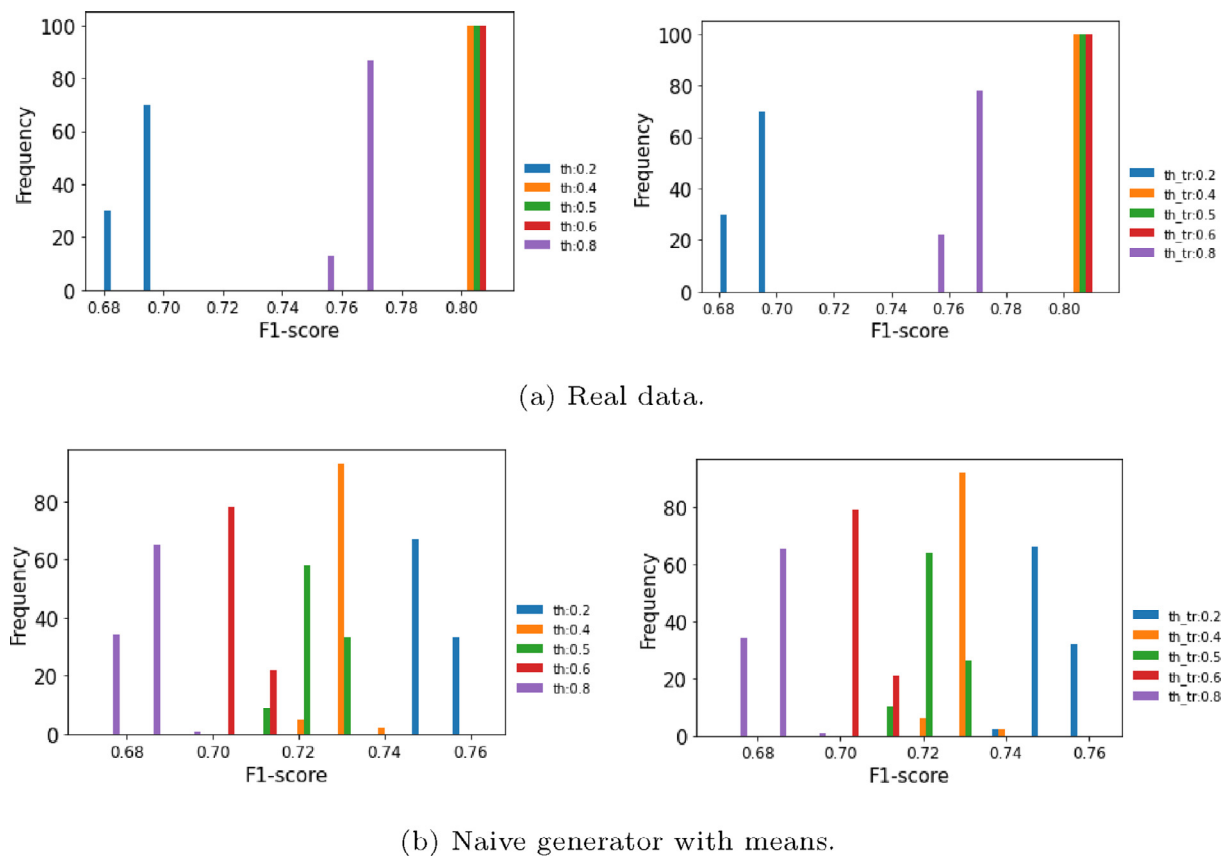 100
80
60
40
20
0
Frequency
0.68 0.70 0.72 0.74 0.76 0.78 0.80
F1-score
th:0.2
th:0.4
th:0.5
th:0.6
th:0.8
100
80
60
40
20
0
Frequency
0.68 0.70 0.72 0.74 0.76 0.78 0.80
F1-score
th_tr:0.2
th_tr:0.4
th_tr:0.5
th_tr:0.6
th_tr:0.8
(a) Real data.
80
60
40
20
0
Frequency
0.68 0.70 0.72 0.74 0.76
F1-score
th:0.2
th:0.4
th:0.5
th:0.6
th:0.8
80
60
40
20
0
Frequency
0.68 0.70 0.72 0.74 0.76
F1-score
th_tr:0.2
th_tr:0.4
th_tr:0.5
th_tr:0.6
th_tr:0.8
(b) Naive generator with means.